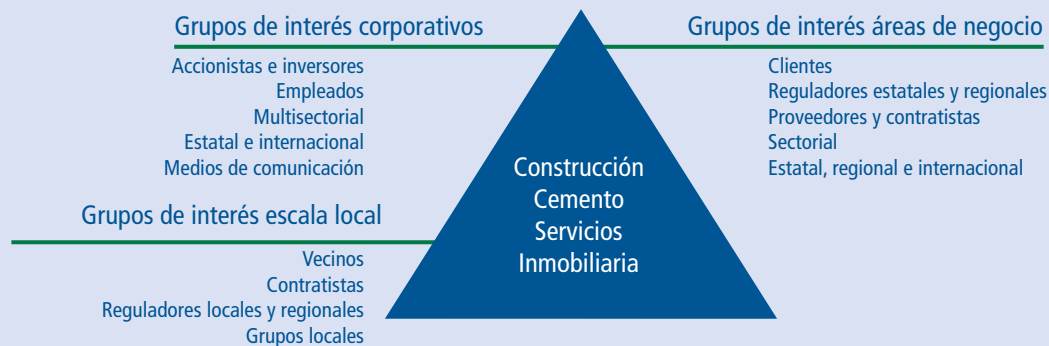 Grupos de interés corporativos
Accionistas e inversores
Empleados
Multisectorial
Estatal e internacional
Medios de comunicación
Grupos de interés áreas de negocio
Clientes
Reguladores estatales y regionales
Proveedores y contratistas
Sectorial
Estatal, regional e internacional
Construcción
Cemento
Servicios
Inmobiliaria
Grupos de interés escala local
Vecinos
Contratistas
Reguladores locales y regionales
Grupos locales